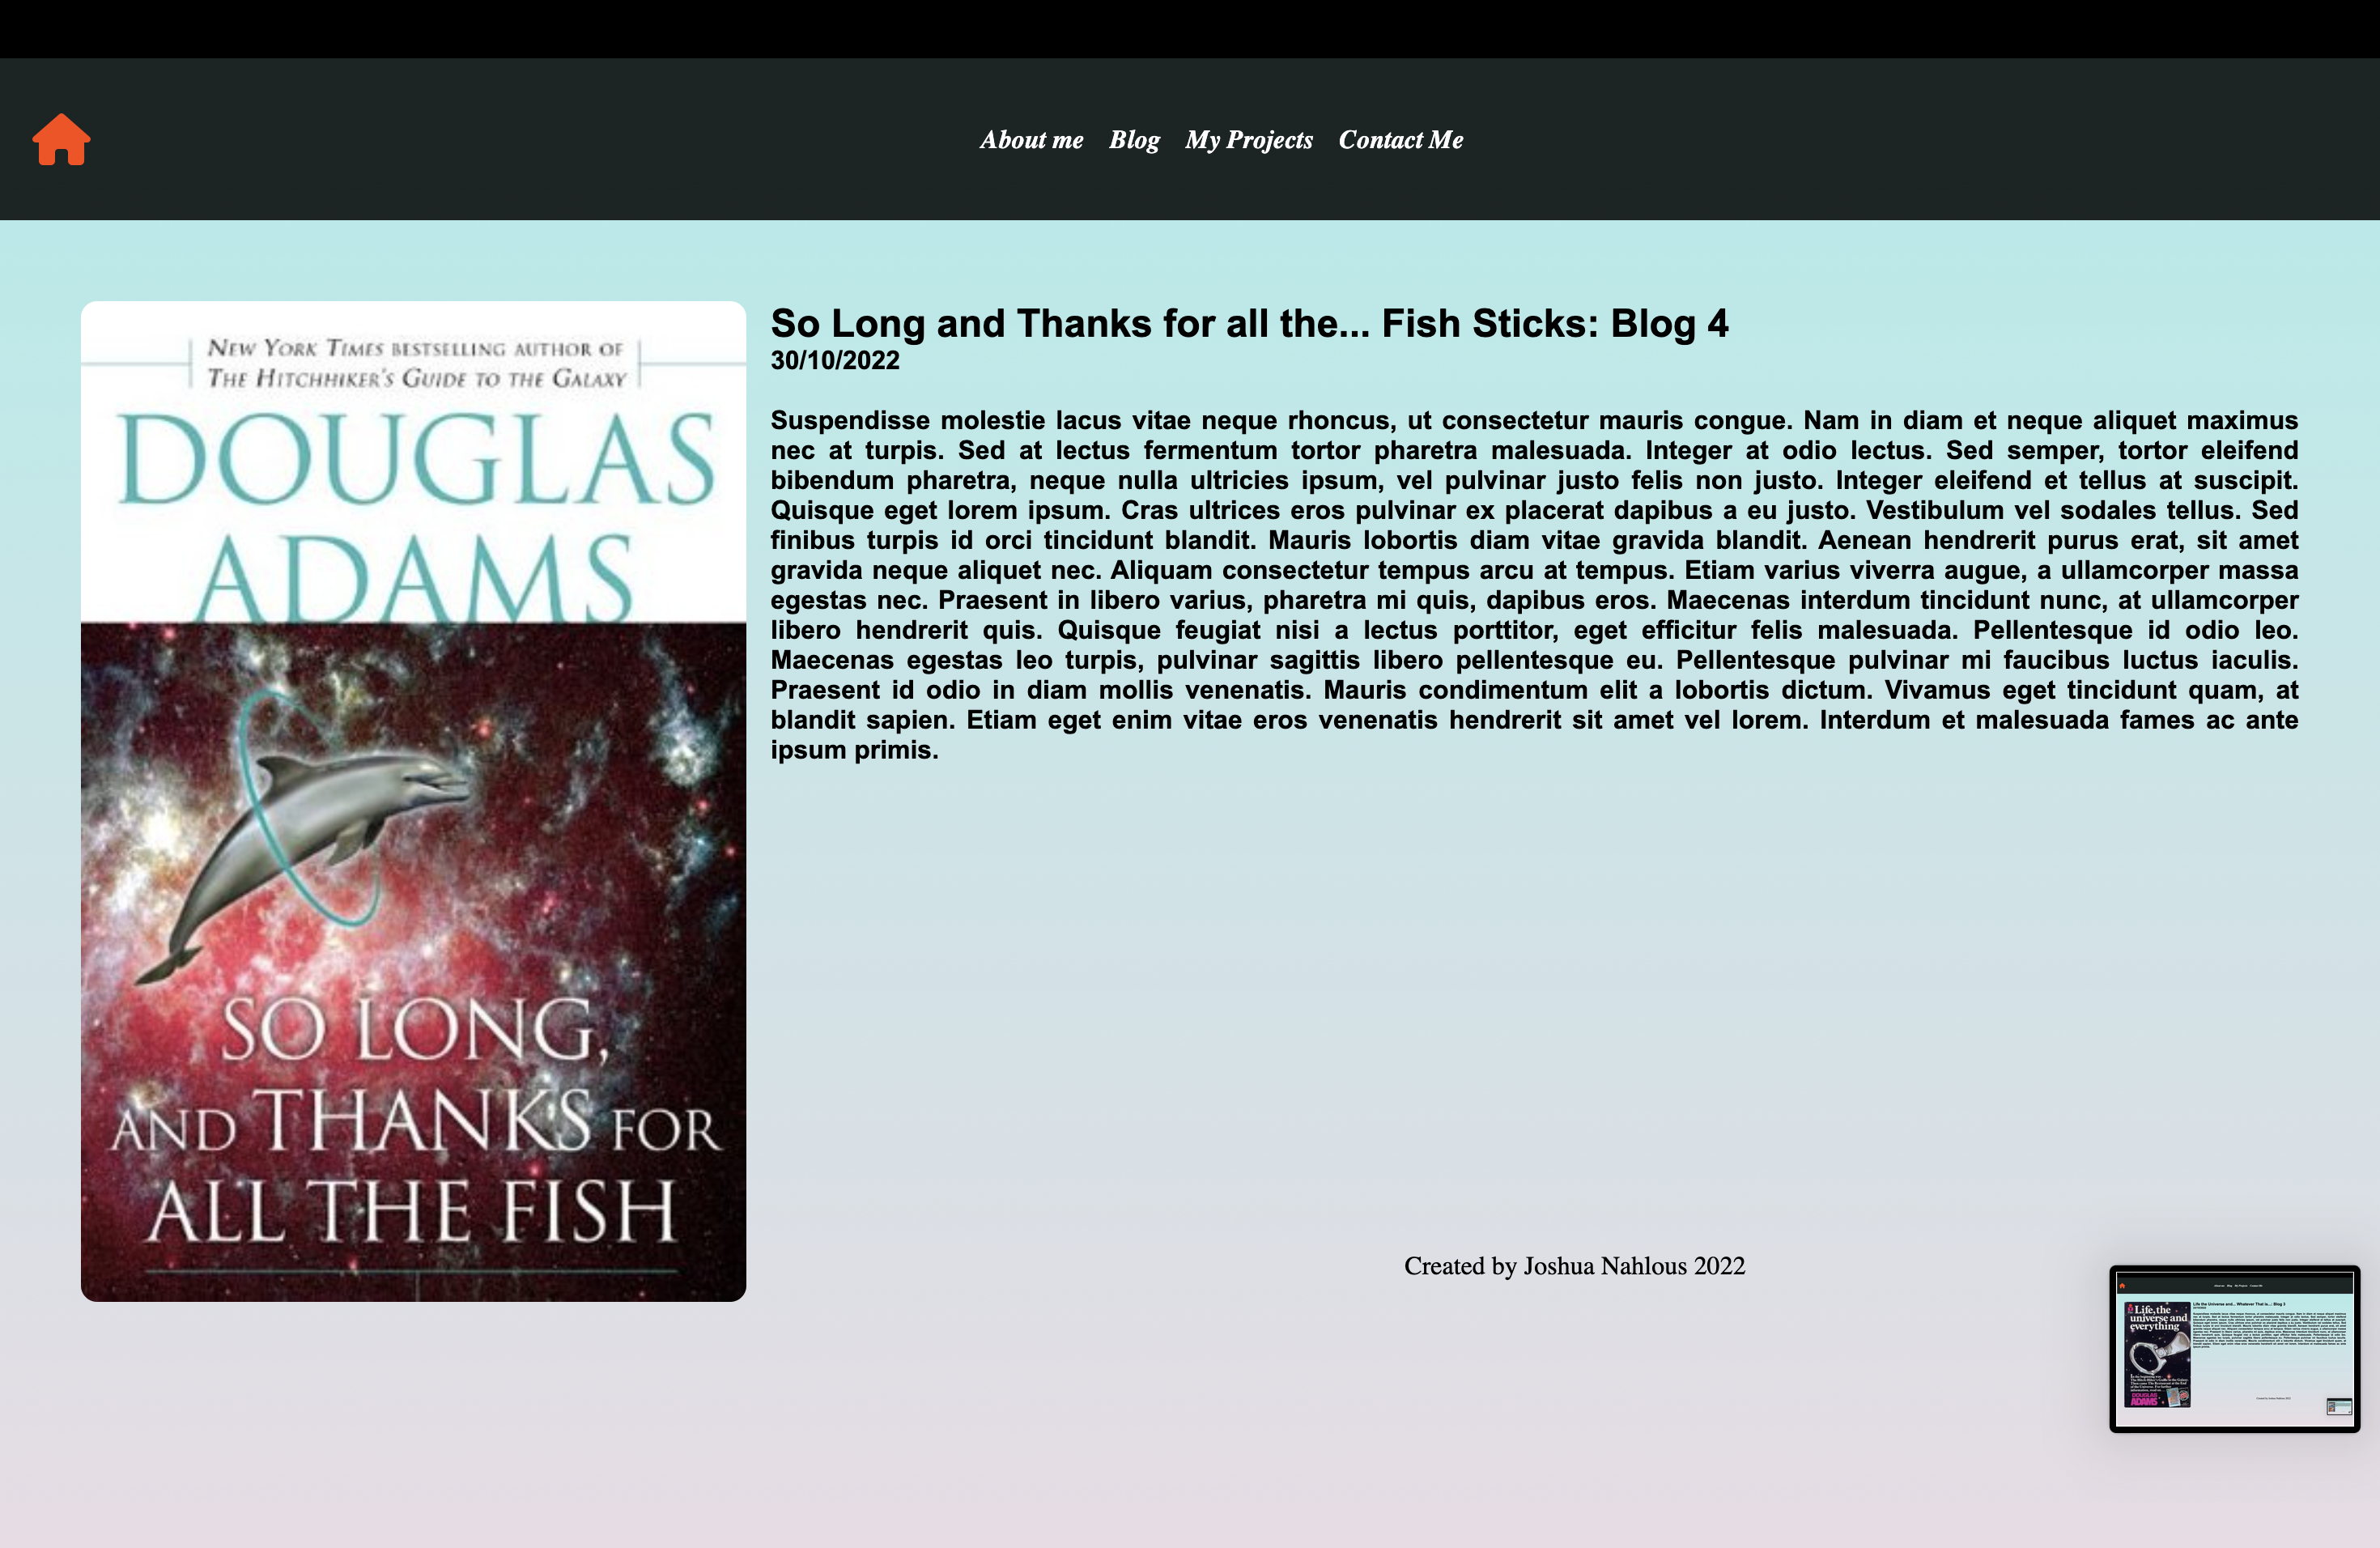 About me Blog My Projects Contact Me
NEW YORK TIMES BESTSELLING AUTHOR OF
THE HITCHHIKER'S GUIDE TO THE GALAXY
DOUGLAS
ADAMS
SO LONG,
AND THANKS FOR
ALL THE FISH
So Long and Thanks for all the... Fish Sticks: Blog 4
30/10/2022
Suspendisse molestie lacus vitae neque rhoncus, ut consectetur mauris congue. Nam in diam et neque aliquet maximus
nec at turpis. Sed at lectus fermentum tortor pharetra malesuada. Integer at odio lectus. Sed semper, tortor eleifend
bibendum pharetra, neque nulla ultricies ipsum, vel pulvinar justo felis non justo. Integer eleifend et tellus at suscipit.
Quisque eget lorem ipsum. Cras ultrices eros pulvinar ex placerat dapibus a eu justo. Vestibulum vel sodales tellus. Sed
finibus turpis id orci tincidunt blandit. Mauris lobortis diam vitae gravida blandit. Aenean hendrerit purus erat, sit amet
gravida neque aliquet nec. Aliquam consectetur tempus arcu at tempus. Etiam varius viverra augue, a ullamcorper massa
egestas nec. Praesent in libero varius, pharetra mi quis, dapibus eros. Maecenas interdum tincidunt nunc, at ullamcorper
libero hendrerit quis. Quisque feugiat nisi a lectus porttitor, eget efficitur felis malesuada. Pellentesque id odio leo.
Maecenas egestas leo turpis, pulvinar sagittis libero pellentesque eu. Pellentesque pulvinar mi faucibus luctus iaculis.
Praesent id odio in diam mollis venenatis. Mauris condimentum elit a lobortis dictum. Vivamus eget tincidunt quam, at
blandit sapien. Etiam eget enim vitae eros venenatis hendrerit sit amet vel lorem. Interdum et malesuada fames ac ante
ipsum primis.
Created by Joshua Nahlous 2022
Life the Universe and... Whatever That is...: Blog 3
Life, the
universe and
everything
DOUGLAS
ADAMS